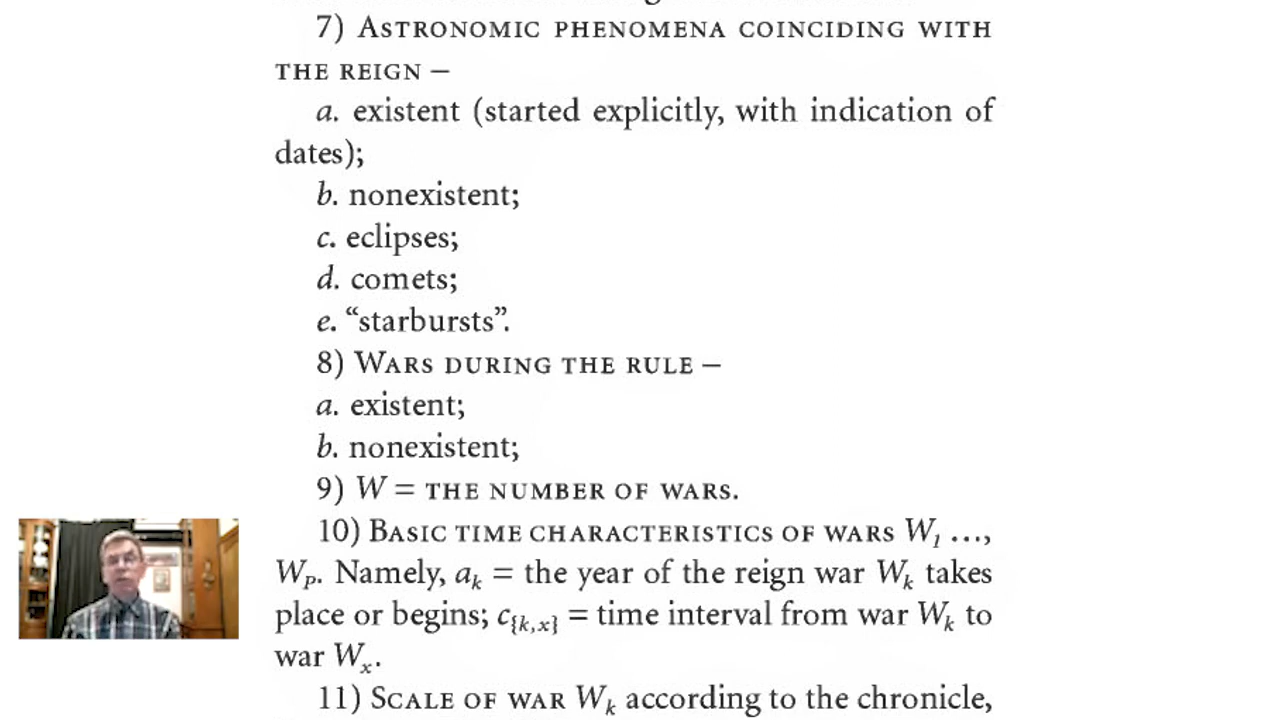 7) ASTRONOMIC PHENOMENA COINCIDING WITH
THE REIGN –
a. existent (started explicitly, with indication of
dates);
b. nonexistent;
c. eclipses;
d. comets;
e. “starbursts”.
8) WARS DURING THE RULE –
a. existent;
b. nonexistent;
9) W = THE NUMBER OF WARS.
10) BASIC TIME CHARACTERISTICS OF WARS W₁ …,
Wₚ. Namely, aₖ = the year of the reign war Wₖ takes
place or begins; c_{k,x} = time interval from war Wₖ to
war Wₓ.
11) SCALE OF WAR Wₖ according to the chronicle,